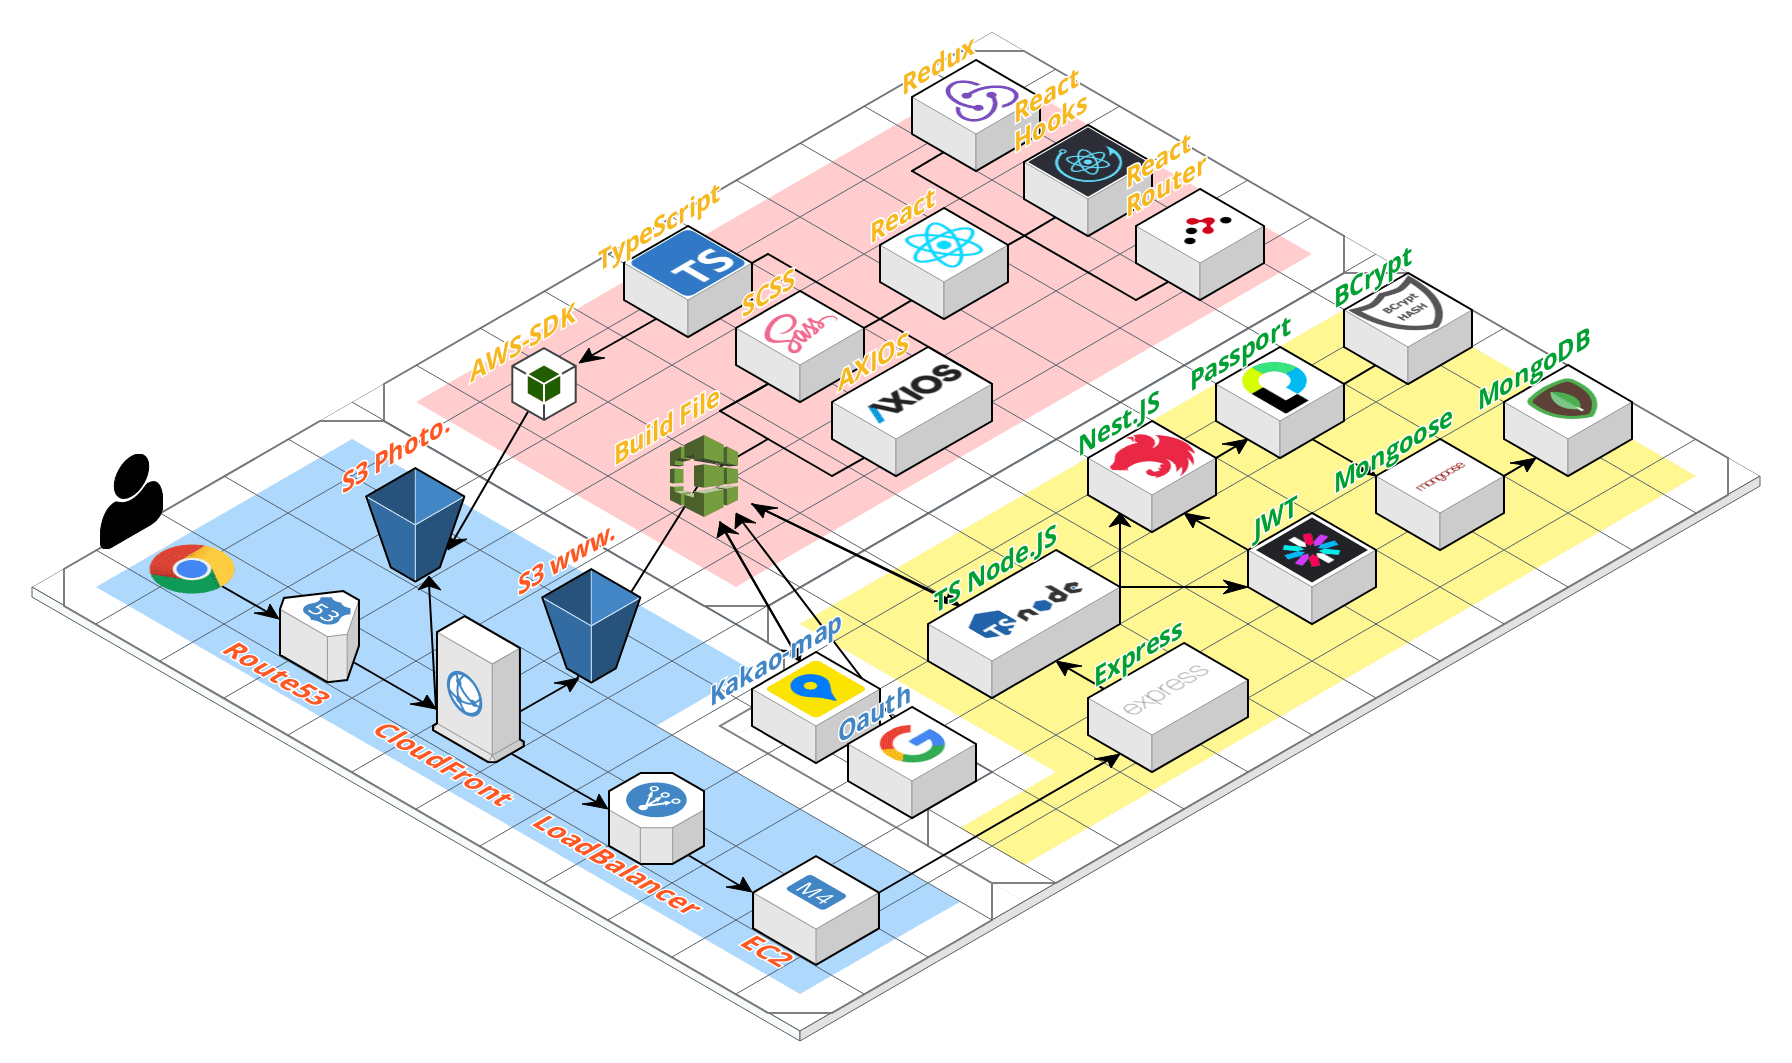 Redux
React
Hooks
React
Router
React
TypeScript
TS
SCSS
Sass
AWS-SDK
AXIOS
AXIOS
Build File
BCrypt
BCrypt
HASH
Passport
MongoDB
Nest.JS
Mongoose
mongoose
JWT
TS Node.JS
TS node
Express
express
S3 Photo.
S3 www.
53
Route53
CloudFront
Kakao-map
Oauth
G
LoadBalancer
M4
EC2